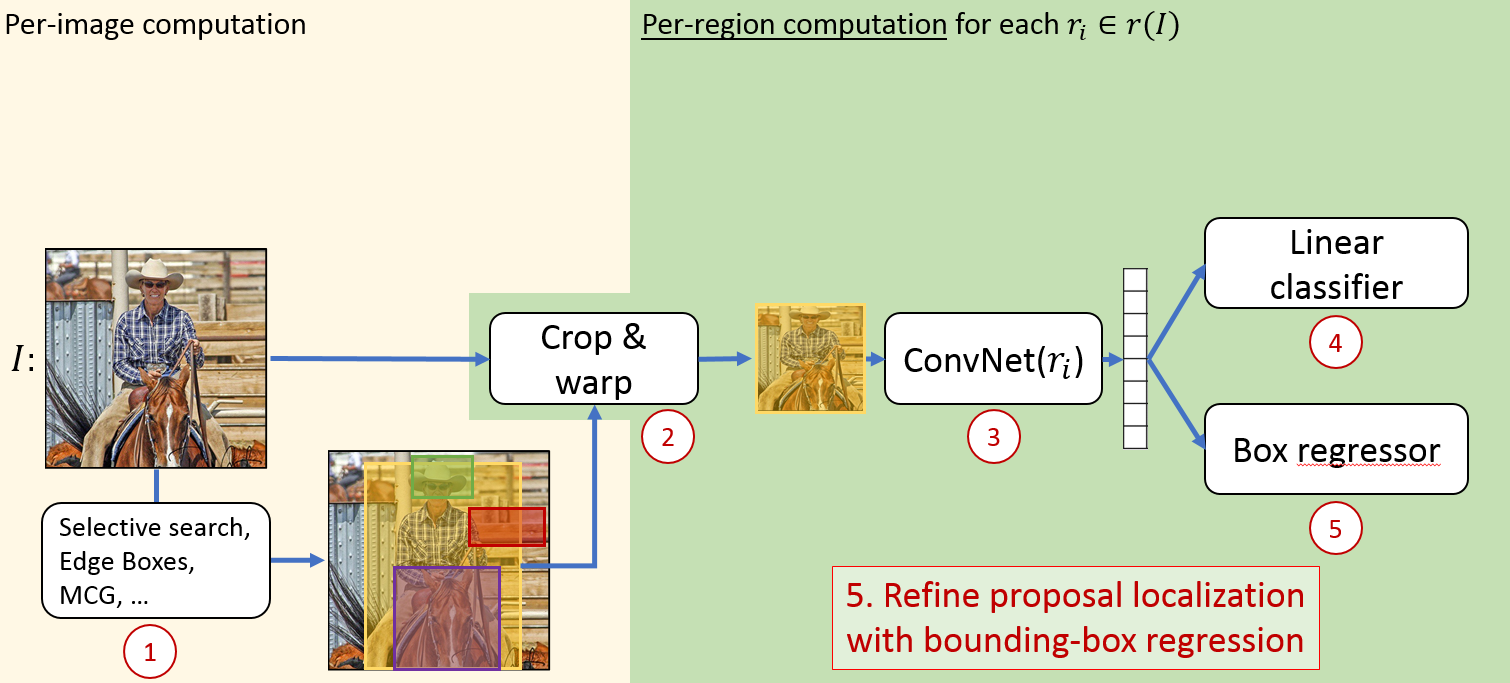 Per-image computation
Per-region computation for each rᵢ ∈ r(I)
I:
Crop &
warp
2
ConvNet(rᵢ)
3
Linear
classifier
4
Box regressor
5
Selective search,
Edge Boxes,
MCG, ...
1
5. Refine proposal localization
with bounding-box regression